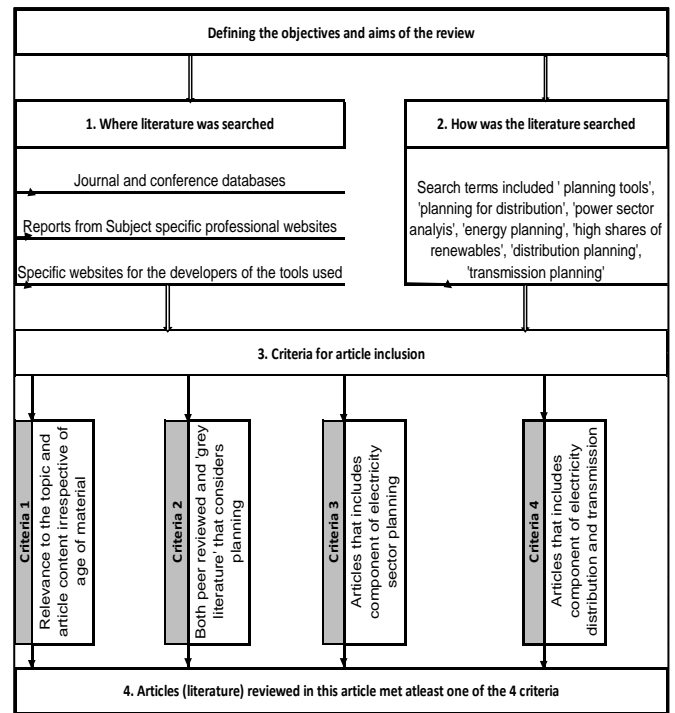 Defining the objectives and aims of the review
1. Where literature was searched
Journal and conference databases
Reports from Subject specific professional websites
Specific websites for the developers of the tools used
2. How was the literature searched
Search terms included ' planning tools',
'planning for distribution', 'power sector
analyis', 'energy planning', 'high shares of
renewables', 'distribution planning',
'transmission planning'
3. Criteria for article inclusion
Criteria 1
Relevance to the topic and
article content irrespective of
age of material
Criteria 2
Both peer reviewed and 'grey
literature' that considers
planning
Criteria 3
Articles that includes
component of electricity
sector planning
Criteria 4
Articles that includes
component of electricity
distribution and transmission
4. Articles (literature) reviewed in this article met atleast one of the 4 criteria